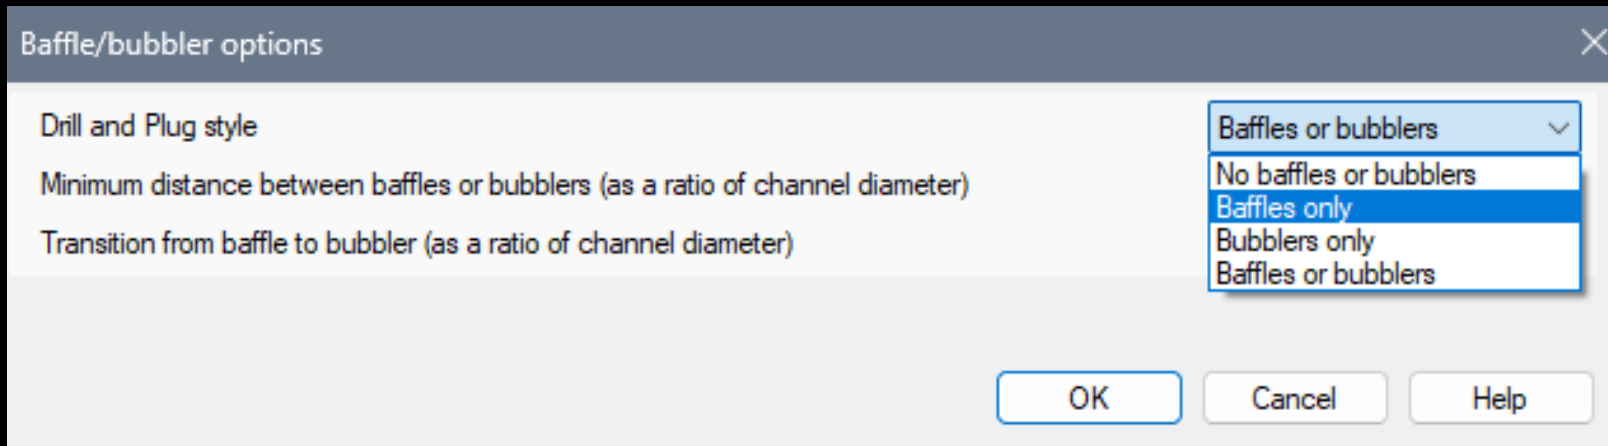 Baffle/bubbler options
Drill and Plug style
Baffles or bubblers
No baffles or bubblers
Baffles only
Bubblers only
Baffles or bubblers
Minimum distance between baffles or bubblers (as a ratio of channel diameter)
Transition from baffle to bubbler (as a ratio of channel diameter)
OK
Cancel
Help